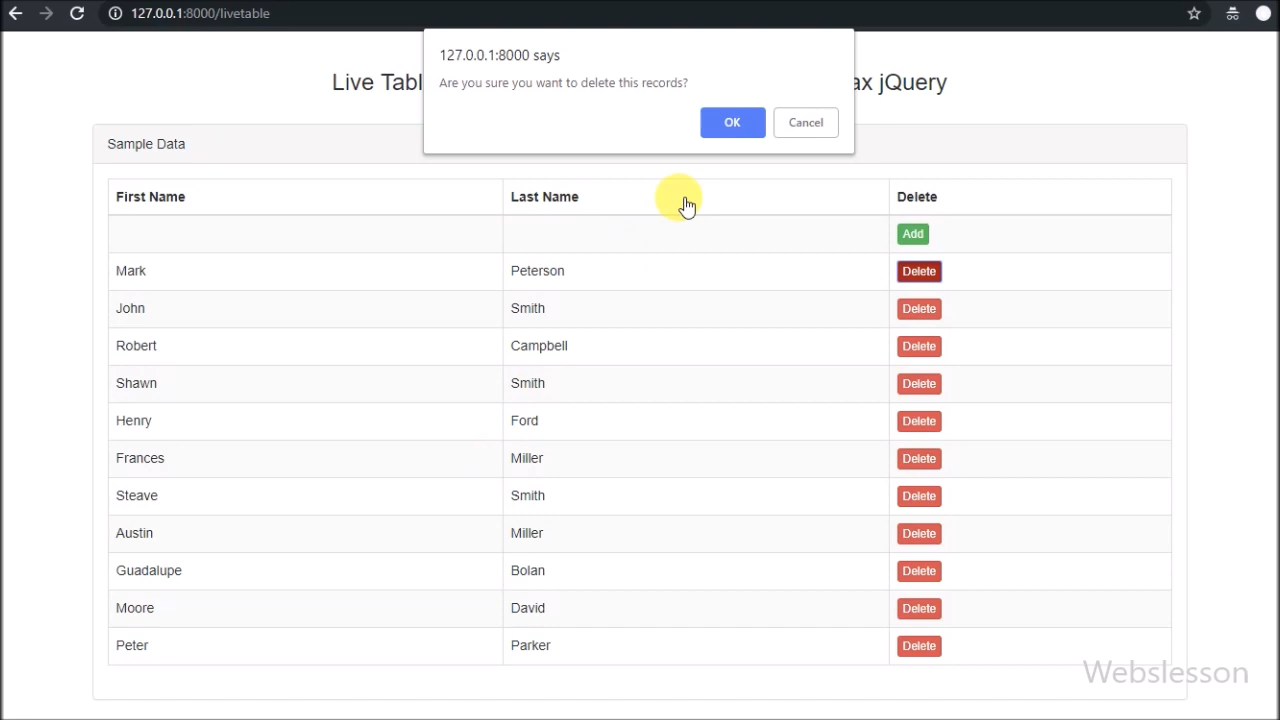 127.0.0.1:8000/livetable
127.0.0.1:8000 says
Are you sure you want to delete this records?
OK Cancel
Live Tabl ax jQuery
Sample Data
First Name Last Name Delete
Add
Mark Peterson Delete
John Smith Delete
Robert Campbell Delete
Shawn Smith Delete
Henry Ford Delete
Frances Miller Delete
Steave Smith Delete
Austin Miller Delete
Guadalupe Bolan Delete
Moore David Delete
Peter Parker Delete
Webslesson